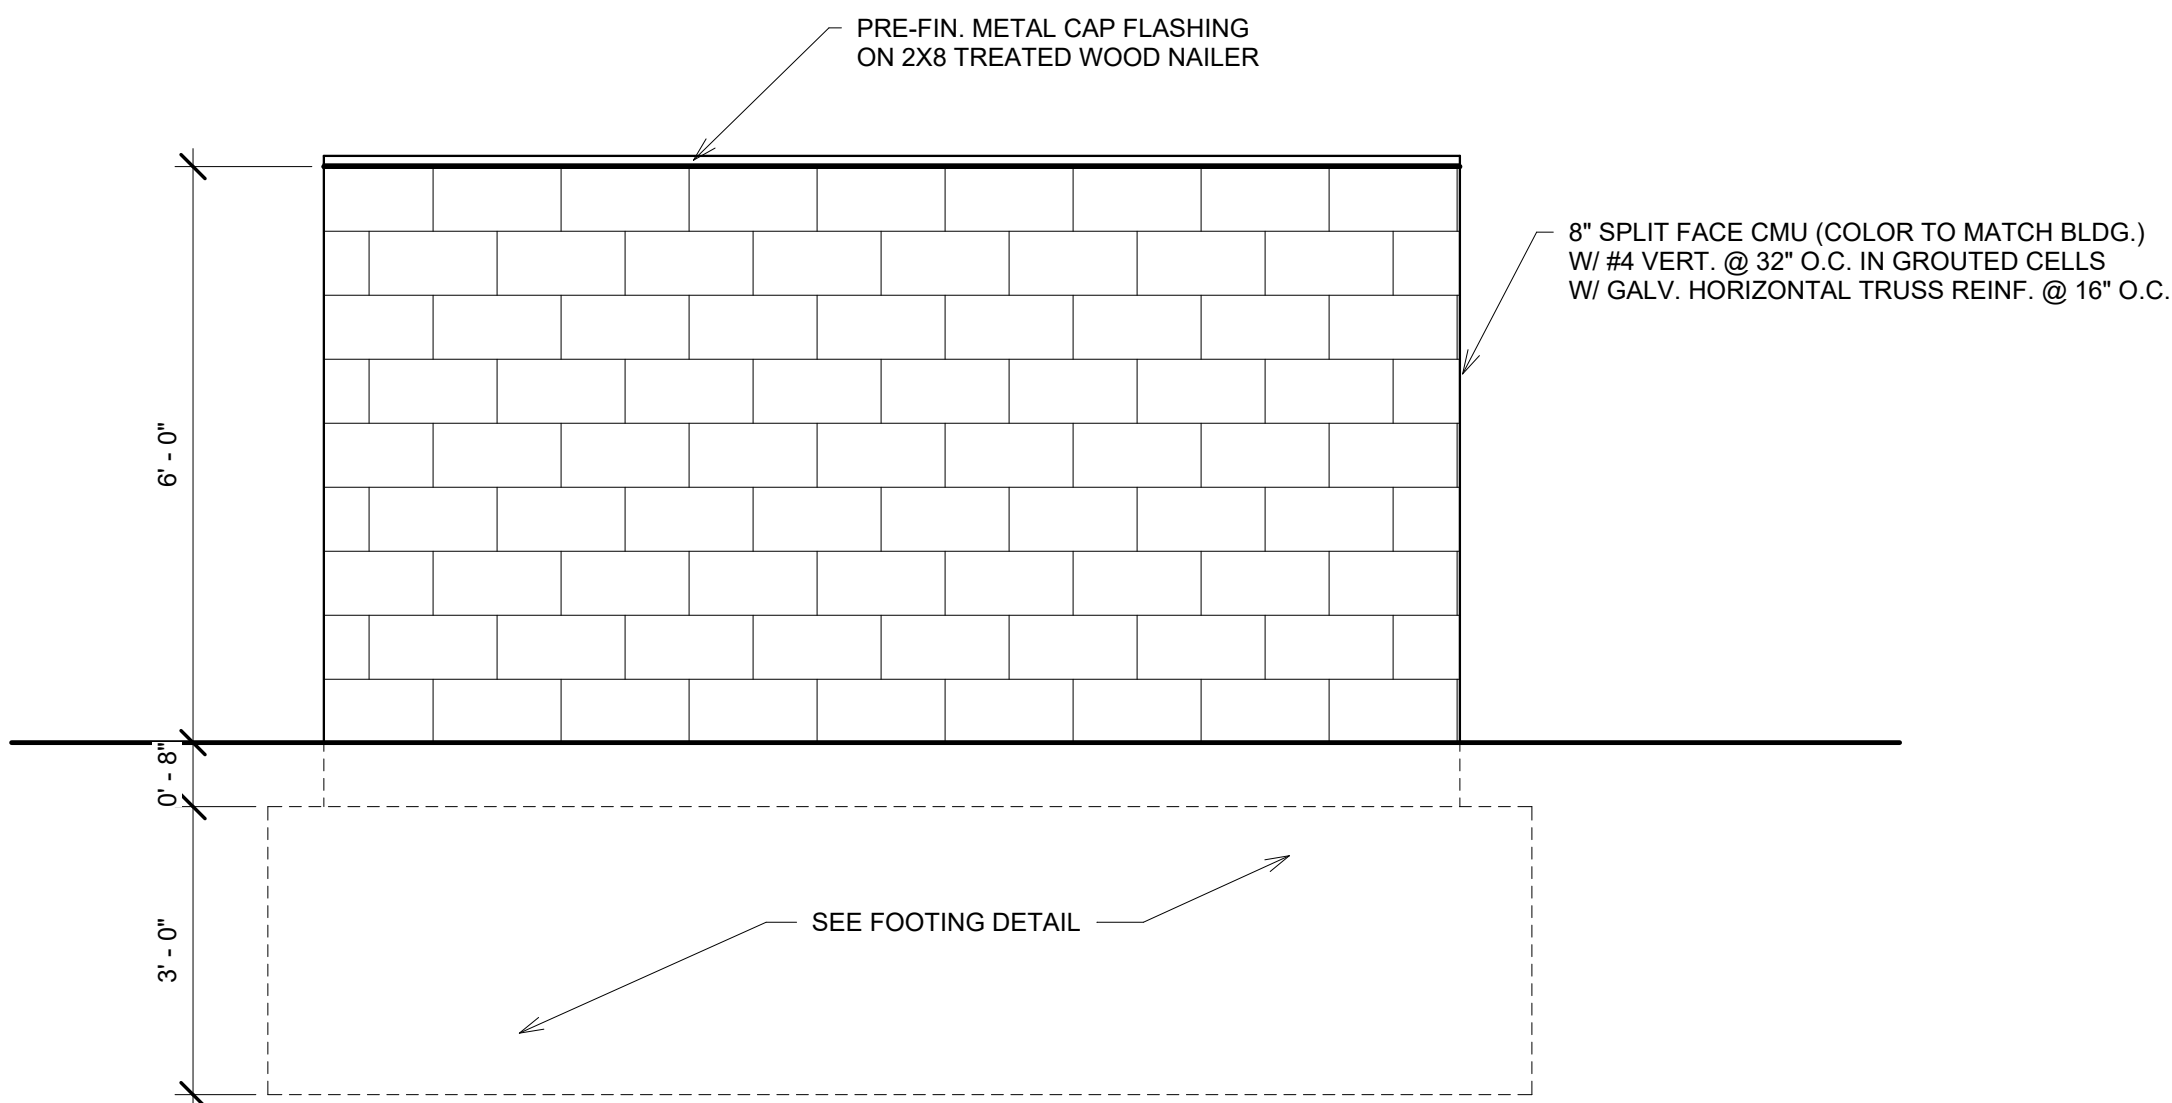 PRE-FIN. METAL CAP FLASHING
ON 2X8 TREATED WOOD NAILER
8" SPLIT FACE CMU (COLOR TO MATCH BLDG.)
W/ #4 VERT. @ 32" O.C. IN GROUTED CELLS
W/ GALV. HORIZONTAL TRUSS REINF. @ 16" O.C.
6' - 0"
0' - 8"
3' - 0"
SEE FOOTING DETAIL